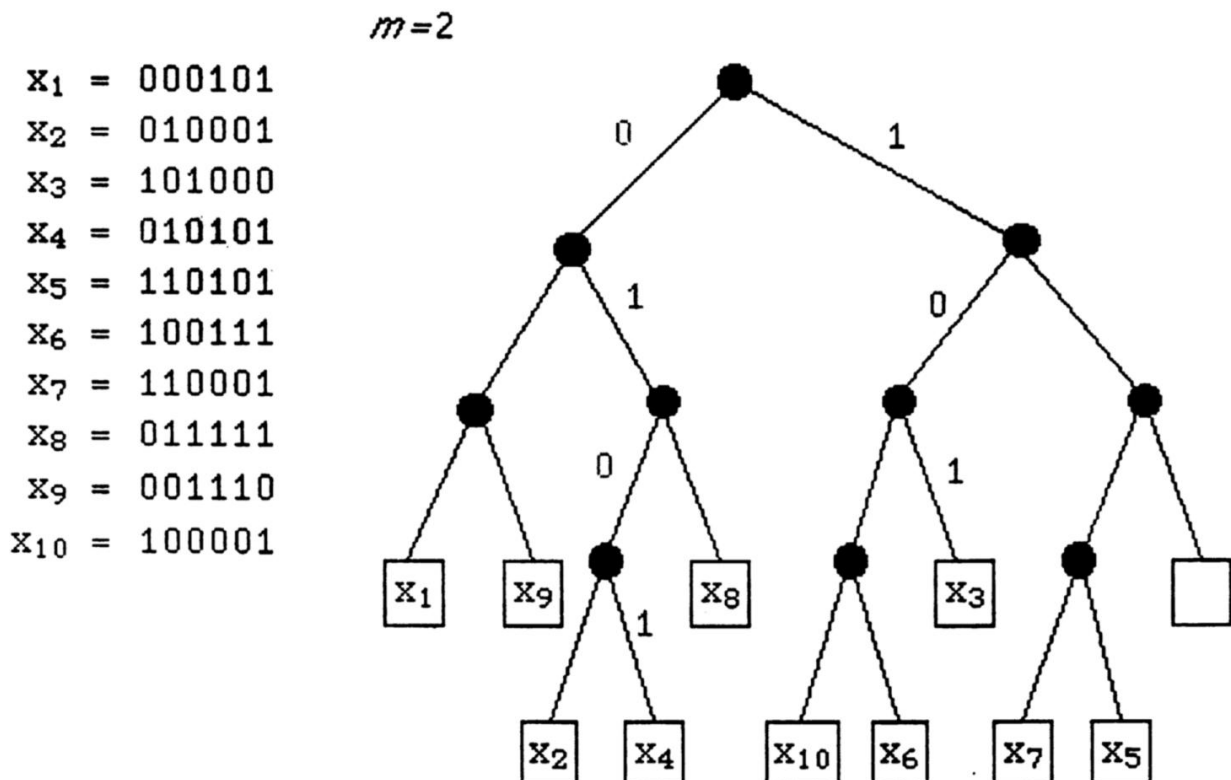 m=2
X1 = 000101
X2 = 010001
X3 = 101000
X4 = 010101
X5 = 110101
X6 = 100111
X7 = 110001
X8 = 011111
X9 = 001110
X10 = 100001
0 1
1 0
0 1
X1 X9 X8 X3
1
X2 X4 X10 X6 X7 X5